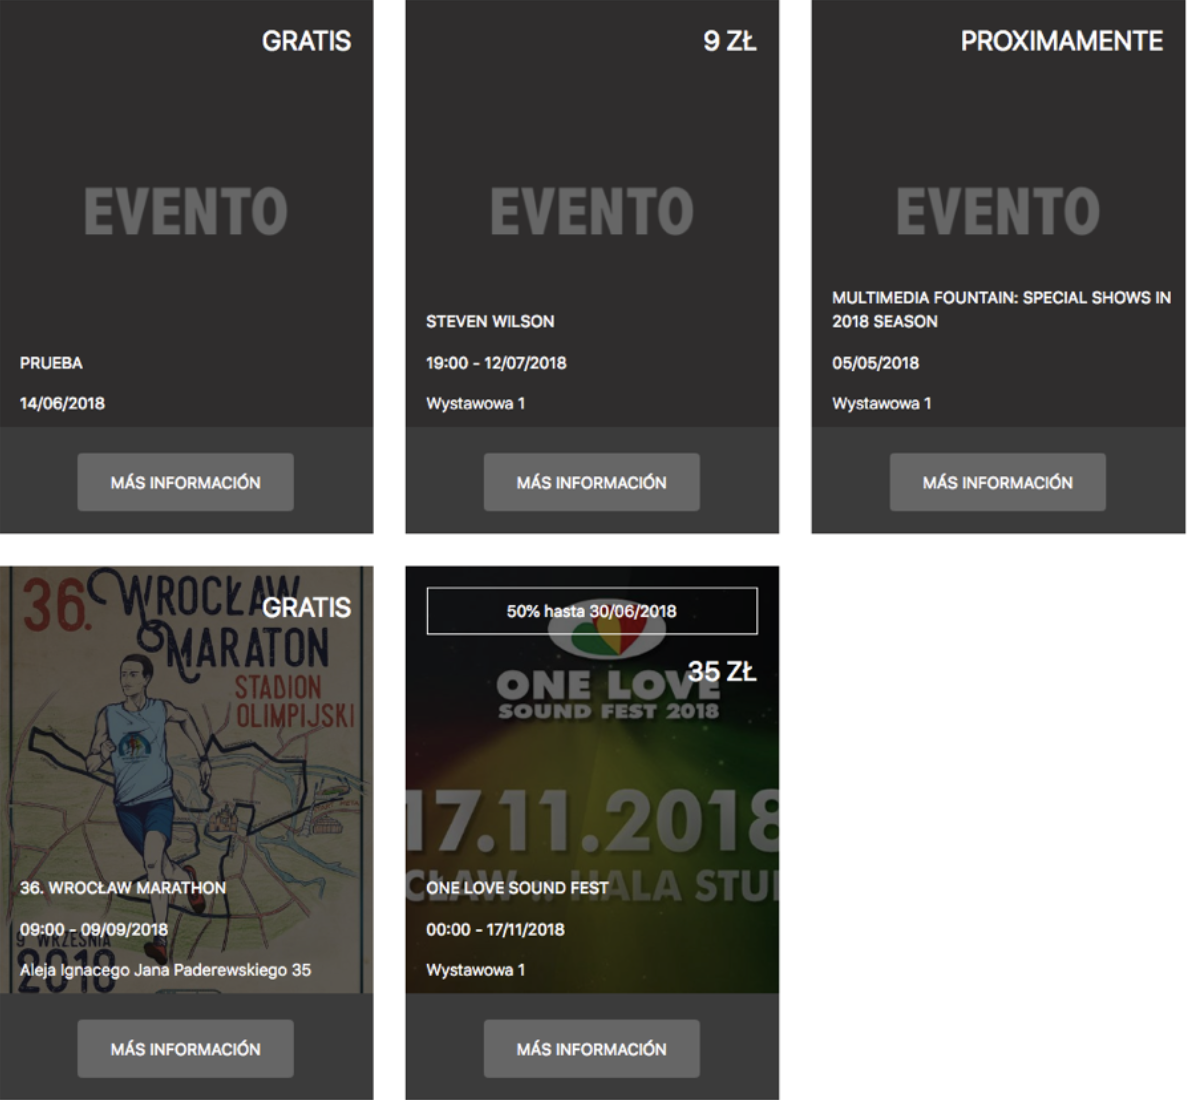 GRATIS
EVENTO
PRUEBA
14/06/2018
MÁS INFORMACIÓN
9 ZŁ
EVENTO
STEVEN WILSON
19:00 - 12/07/2018
Wystawowa 1
MÁS INFORMACIÓN
PROXIMAMENTE
EVENTO
MULTIMEDIA FOUNTAIN: SPECIAL SHOWS IN
2018 SEASON
05/05/2018
Wystawowa 1
MÁS INFORMACIÓN
36. WROCŁAW
GRATIS
MARATON
STADION
OLIMPIJSKI
36. WROCŁAW MARATHON
09:00 - 09/09/2018
9 WRZEŚNIA
2018
Aleja Ignacego Jana Paderewskiego 35
MÁS INFORMACIÓN
50% hasta 30/06/2018
35 ZŁ
ONE LOVE
SOUND FEST 2018
17.11.2018
CŁAW HALA STU
ONE LOVE SOUND FEST
00:00 - 17/11/2018
Wystawowa 1
MÁS INFORMACIÓN